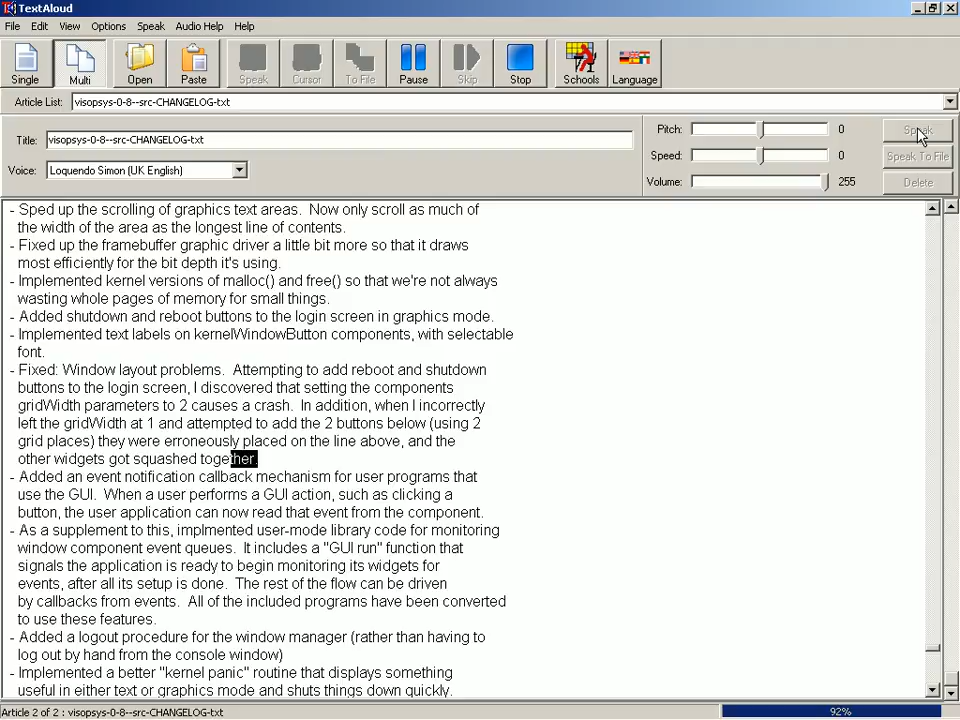 TextAloud
File Edit View Options Speak Audio Help Help
Single Multi Open Paste Speak Cursor To File Pause Skip Stop Schools Language
Article List: visopsys-0-8--src-CHANGELOG-txt
Title: visopsys-0-8--src-CHANGELOG-txt
Voice: Loquendo Simon (UK English)
Pitch: 0 Speak
Speed: 0 Speak To File
Volume: 255 Delete
- Sped up the scrolling of graphics text areas.  Now only scroll as much of
the width of the area as the longest line of contents.
- Fixed up the framebuffer graphic driver a little bit more so that it draws
most efficiently for the bit depth it's using.
- Implemented kernel versions of malloc() and free() so that we're not always
wasting whole pages of memory for small things.
- Added shutdown and reboot buttons to the login screen in graphics mode.
- Implemented text labels on kernelWindowButton components, with selectable
font.
- Fixed: Window layout problems.  Attempting to add reboot and shutdown
buttons to the login screen, I discovered that setting the components
gridWidth parameters to 2 causes a crash.  In addition, when I incorrectly
left the gridWidth at 1 and attempted to add the 2 buttons below (using 2
grid places) they were erroneously placed on the line above, and the
other widgets got squashed together.
- Added an event notification callback mechanism for user programs that
use the GUI.  When a user performs a GUI action, such as clicking a
button, the user application can now read that event from the component.
- As a supplement to this, implmented user-mode library code for monitoring
window component event queues.  It includes a "GUI run" function that
signals the application is ready to begin monitoring its widgets for
events, after all its setup is done.  The rest of the flow can be driven
by callbacks from events.  All of the included programs have been converted
to use these features.
- Added a logout procedure for the window manager (rather than having to
log out by hand from the console window)
- Implemented a better "kernel panic" routine that displays something
useful in either text or graphics mode and shuts things down quickly.
Article 2 of 2 : visopsys-0-8--src-CHANGELOG-txt 92%